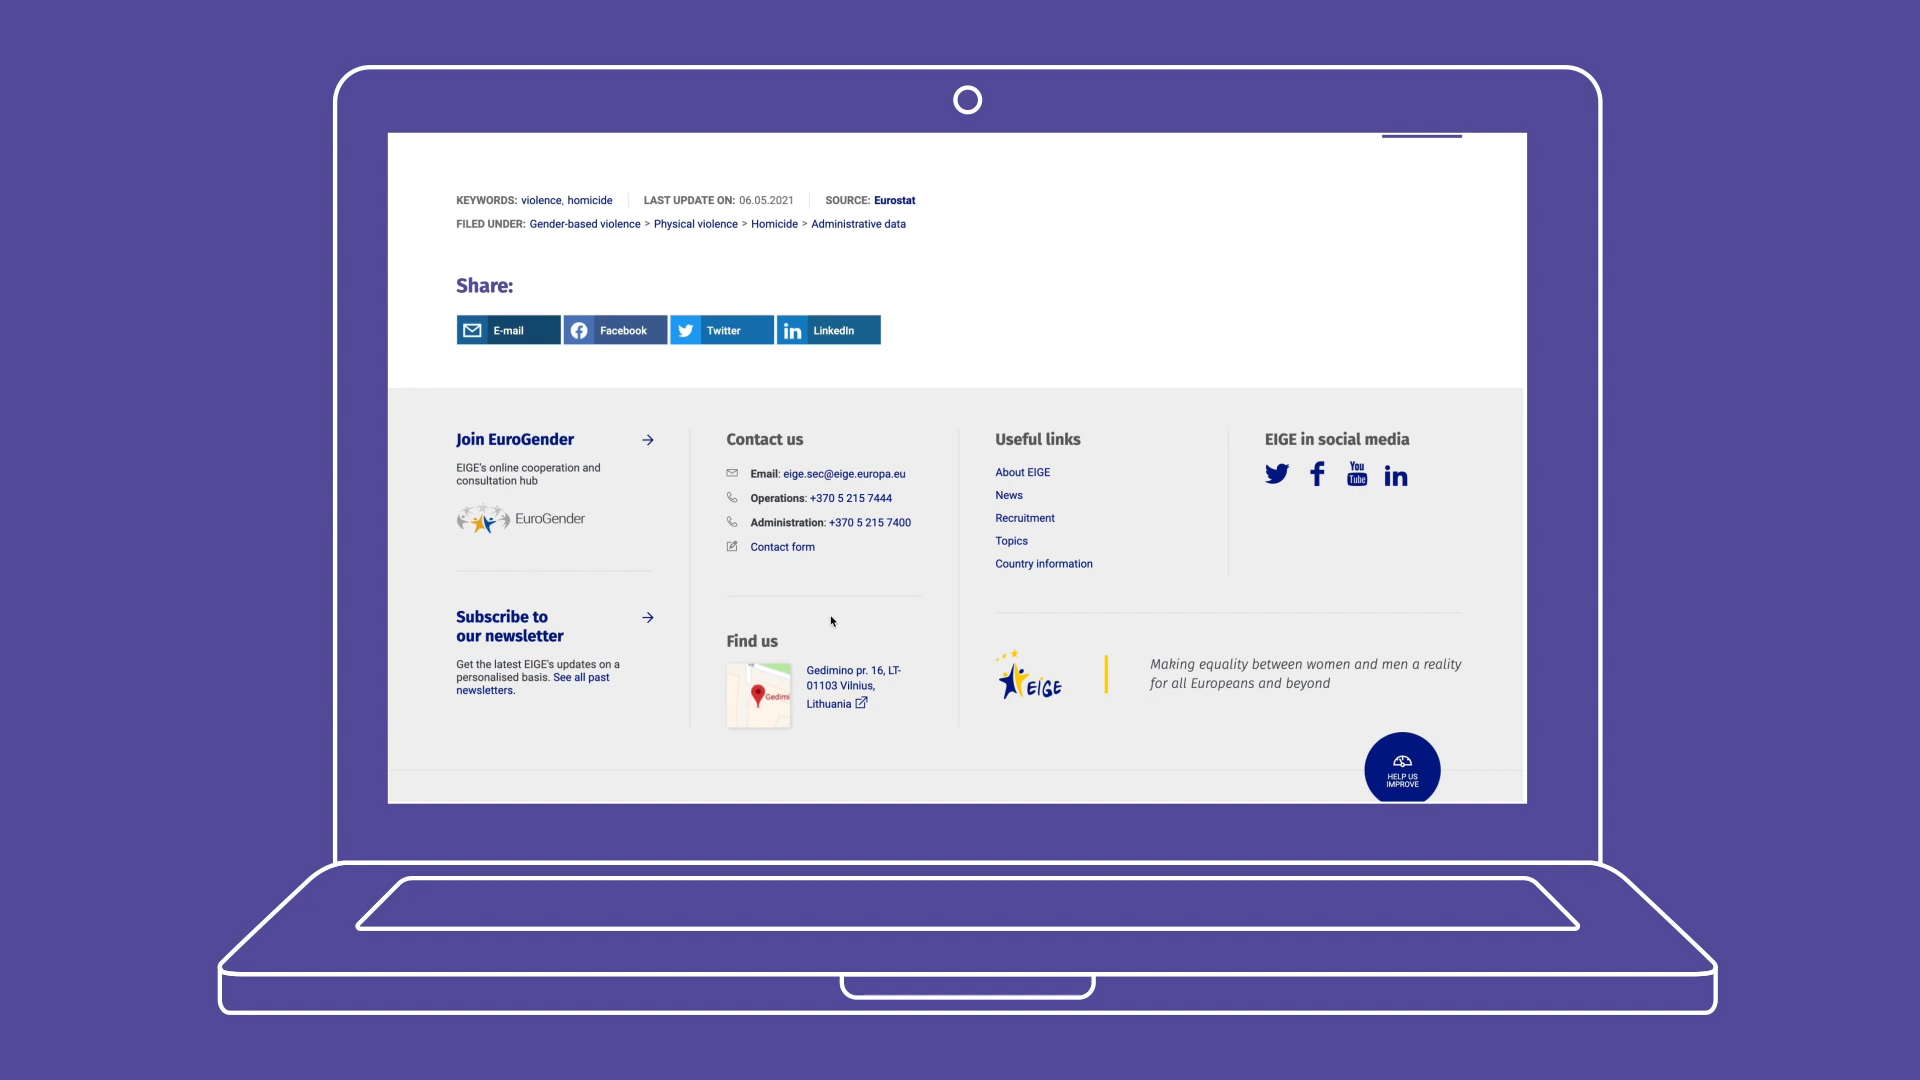 KEYWORDS: violence, homicide LAST UPDATE ON: 06.05.2021 SOURCE: Eurostat
FILED UNDER: Gender-based violence > Physical violence > Homicide > Administrative data
Share:
E-mail Facebook Twitter LinkedIn
Join EuroGender
EIGE's online cooperation and
consultation hub
EuroGender
Subscribe to
our newsletter
Get the latest EIGE's updates on a
personalised basis. See all past
newsletters.
Contact us
Email: eige.sec@eige.europa.eu
Operations: +370 5 215 7444
Administration: +370 5 215 7400
Contact form
Find us
Gedimi
Gedimino pr. 16, LT-
01103 Vilnius,
Lithuania
Useful links
About EIGE
News
Recruitment
Topics
Country information
EIGE in social media
You
Tube
in
EIGE
Making equality between women and men a reality
for all Europeans and beyond
HELP US
IMPROVE